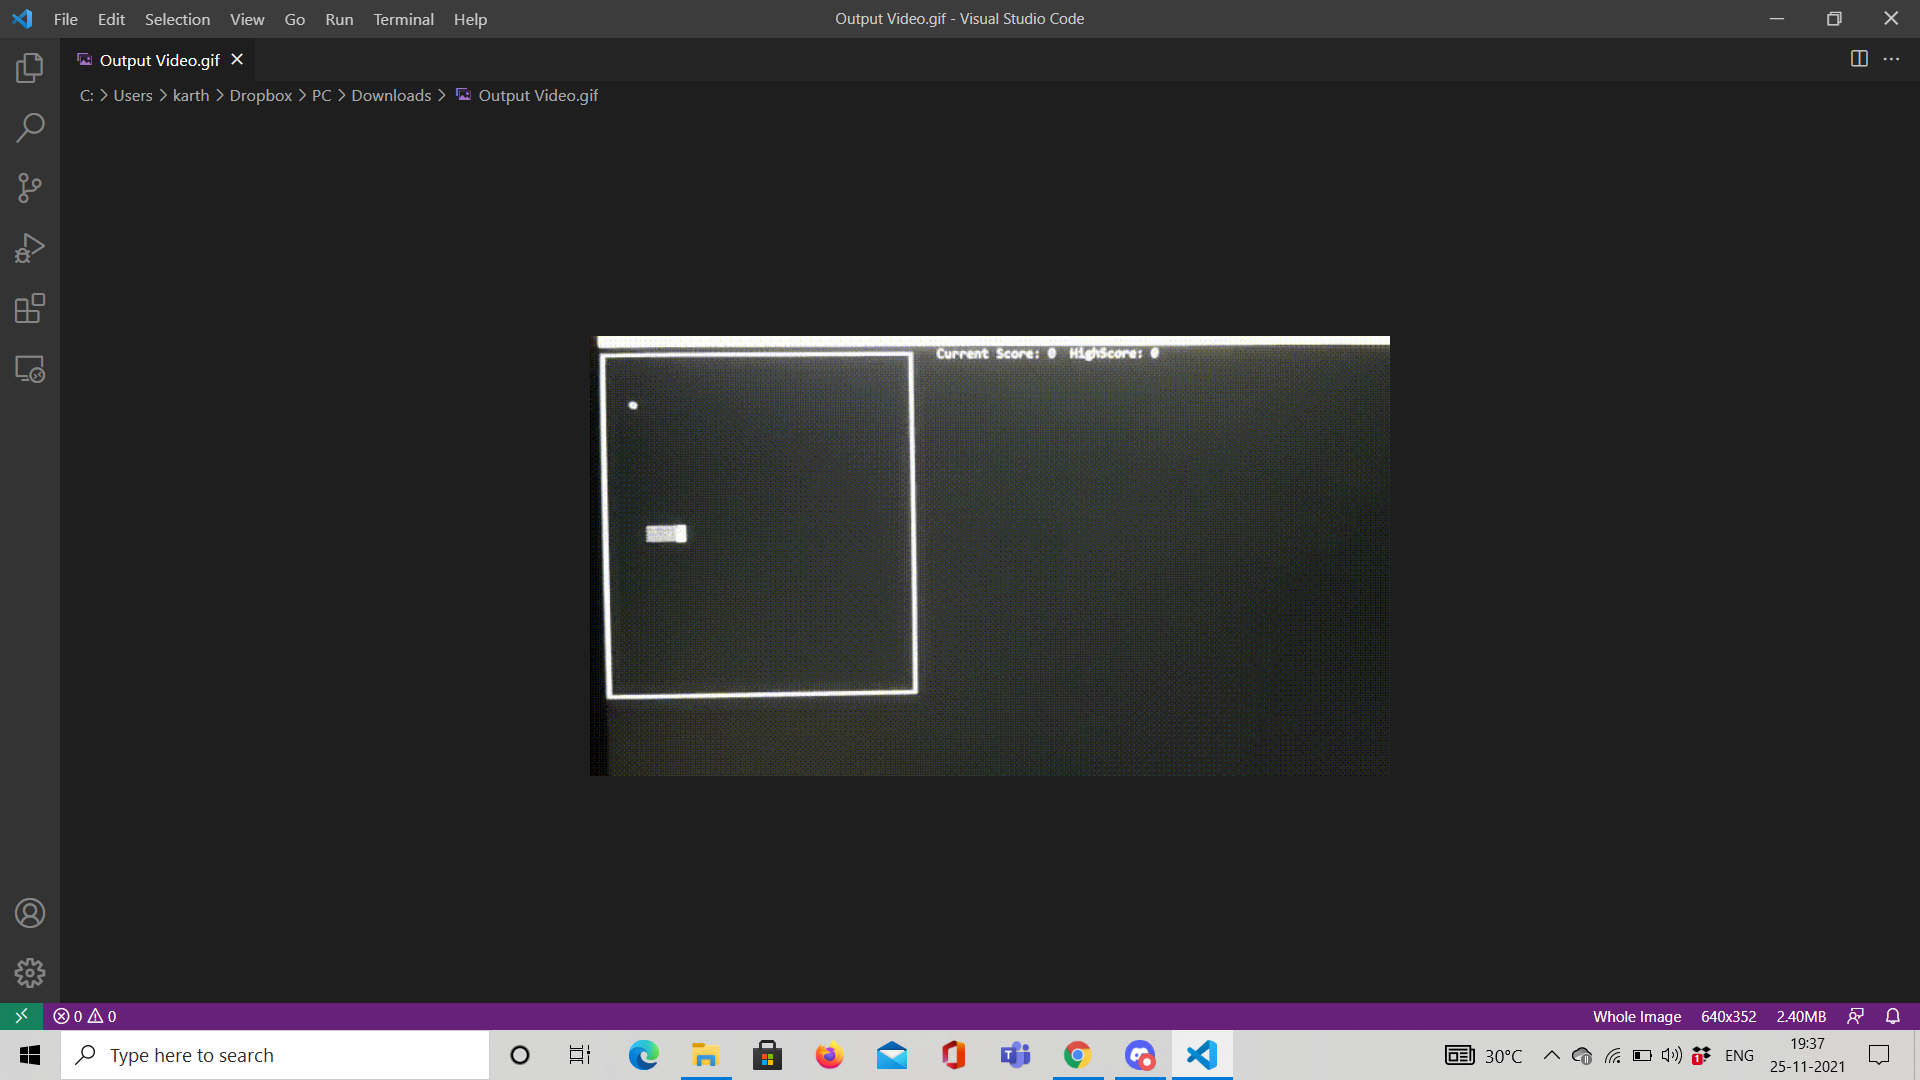 File Edit Selection View Go Run Terminal Help
Output Video.gif - Visual Studio Code
Output Video.gif
C: > Users > karth > Dropbox > PC > Downloads > Output Video.gif
Current Score: 0 HighScore: 0
0 0
Whole Image 640x352 2.40MB
Type here to search
30°C
1
ENG
19:37
25-11-2021